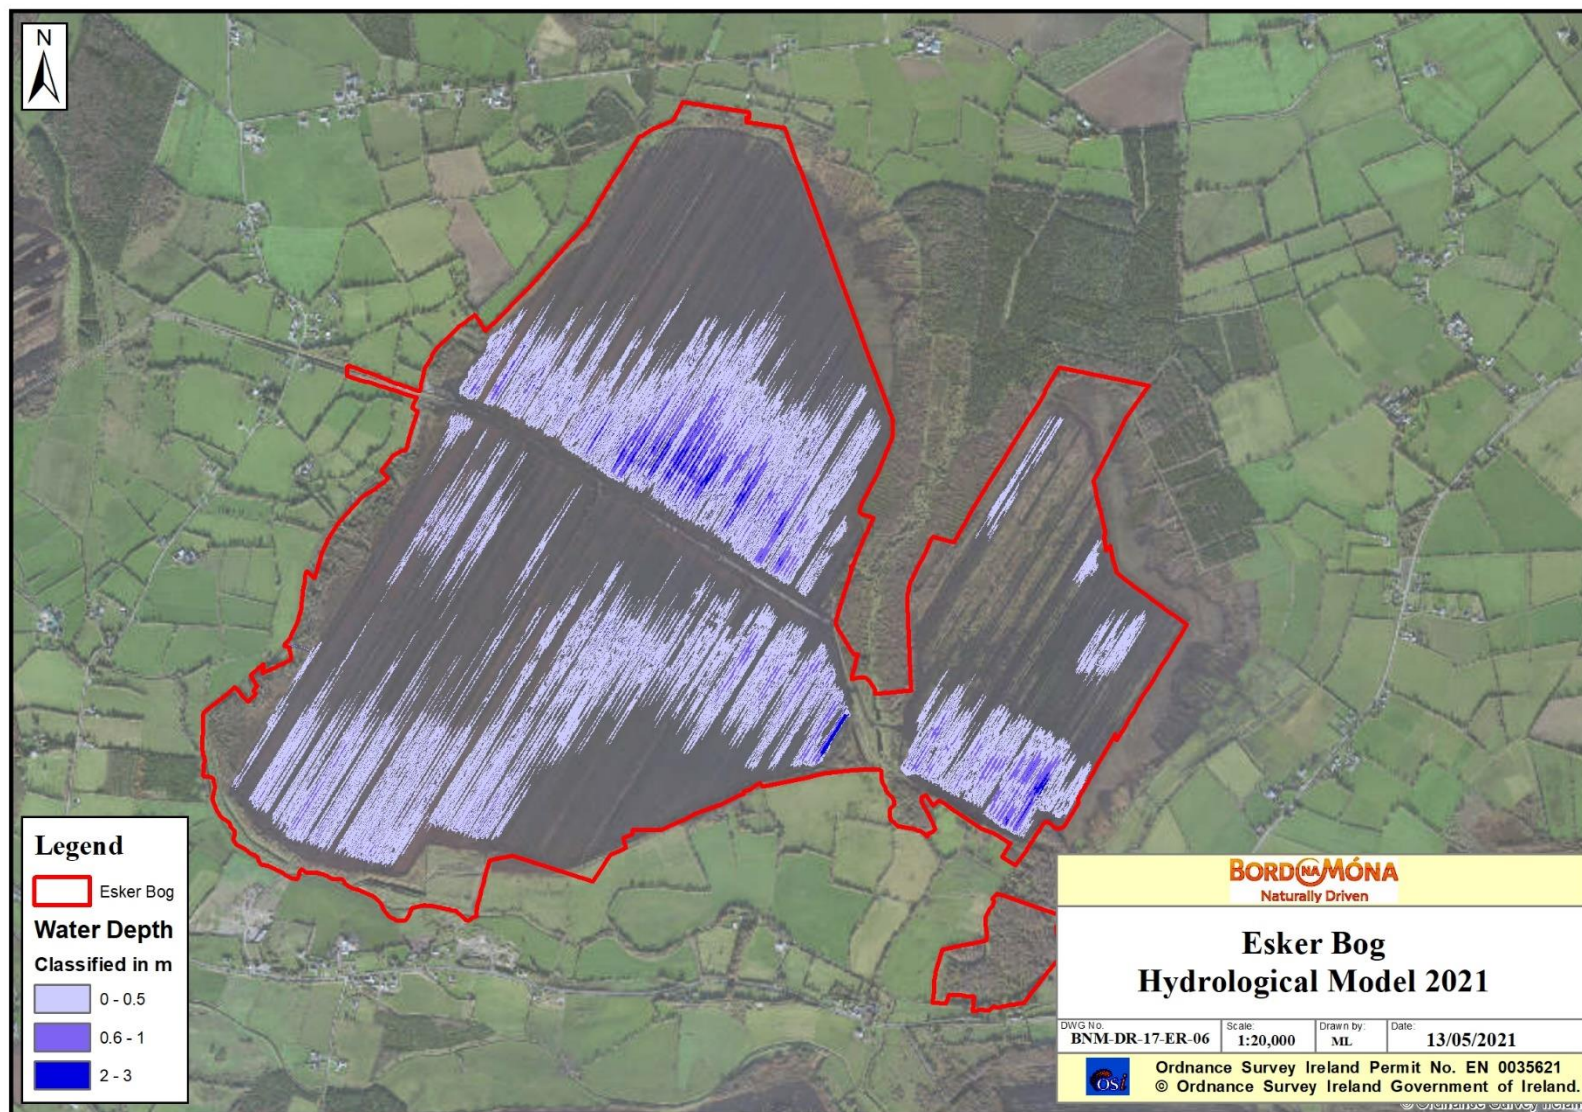 N
Legend
Esker Bog
Water Depth
Classified in m
0 - 0.5
0.6 - 1
2 - 3
BORD NA MÓNA
Naturally Driven
Esker Bog
Hydrological Model 2021
DWG No. BNM-DR-17-ER-06
Scale: 1:20,000
Drawn by: ML
Date: 13/05/2021
OSi
Ordnance Survey Ireland Permit No. EN 0035621
© Ordnance Survey Ireland Government of Ireland.
© Ordnance Survey Ireland